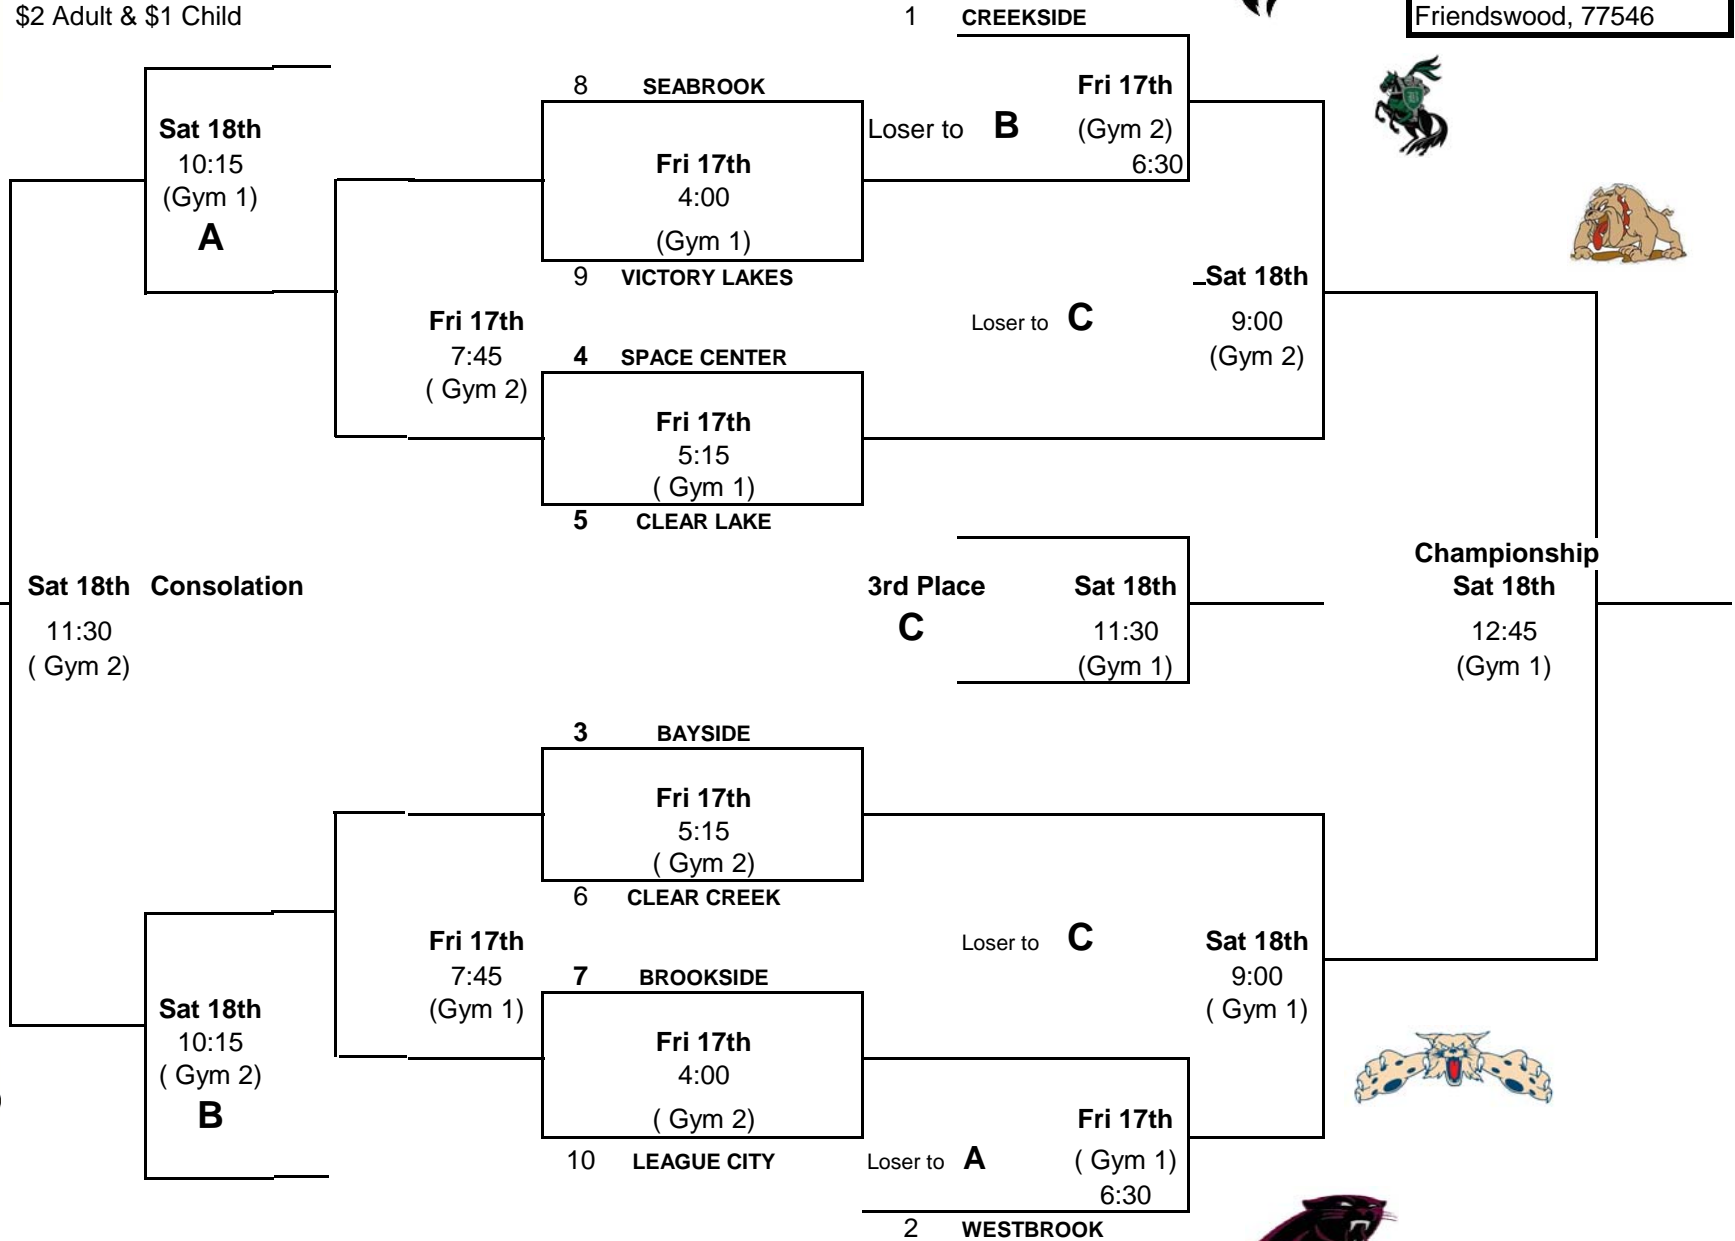 $2 Adult & $1 Child
1 CREEKSIDE
Friendswood, 77546
8 SEABROOK
Fri 17th
Sat 18th
Loser to B
(Gym 2)
10:15
Fri 17th
6:30
(Gym 1)
4:00
A
(Gym 1)
9 VICTORY LAKES
Sat 18th
Fri 17th
Loser to C
9:00
7:45
4 SPACE CENTER
(Gym 2)
( Gym 2)
Fri 17th
5:15
( Gym 1)
5 CLEAR LAKE
Championship
Sat 18th Consolation
3rd Place
Sat 18th
Sat 18th
11:30
C
11:30
12:45
( Gym 2)
(Gym 1)
(Gym 1)
3 BAYSIDE
Fri 17th
5:15
( Gym 2)
6 CLEAR CREEK
Fri 17th
Loser to C
Sat 18th
7:45
7 BROOKSIDE
9:00
Sat 18th
(Gym 1)
( Gym 1)
10:15
Fri 17th
( Gym 2)
4:00
B
( Gym 2)
Fri 17th
10 LEAGUE CITY
Loser to A
( Gym 1)
6:30
2 WESTBROOK